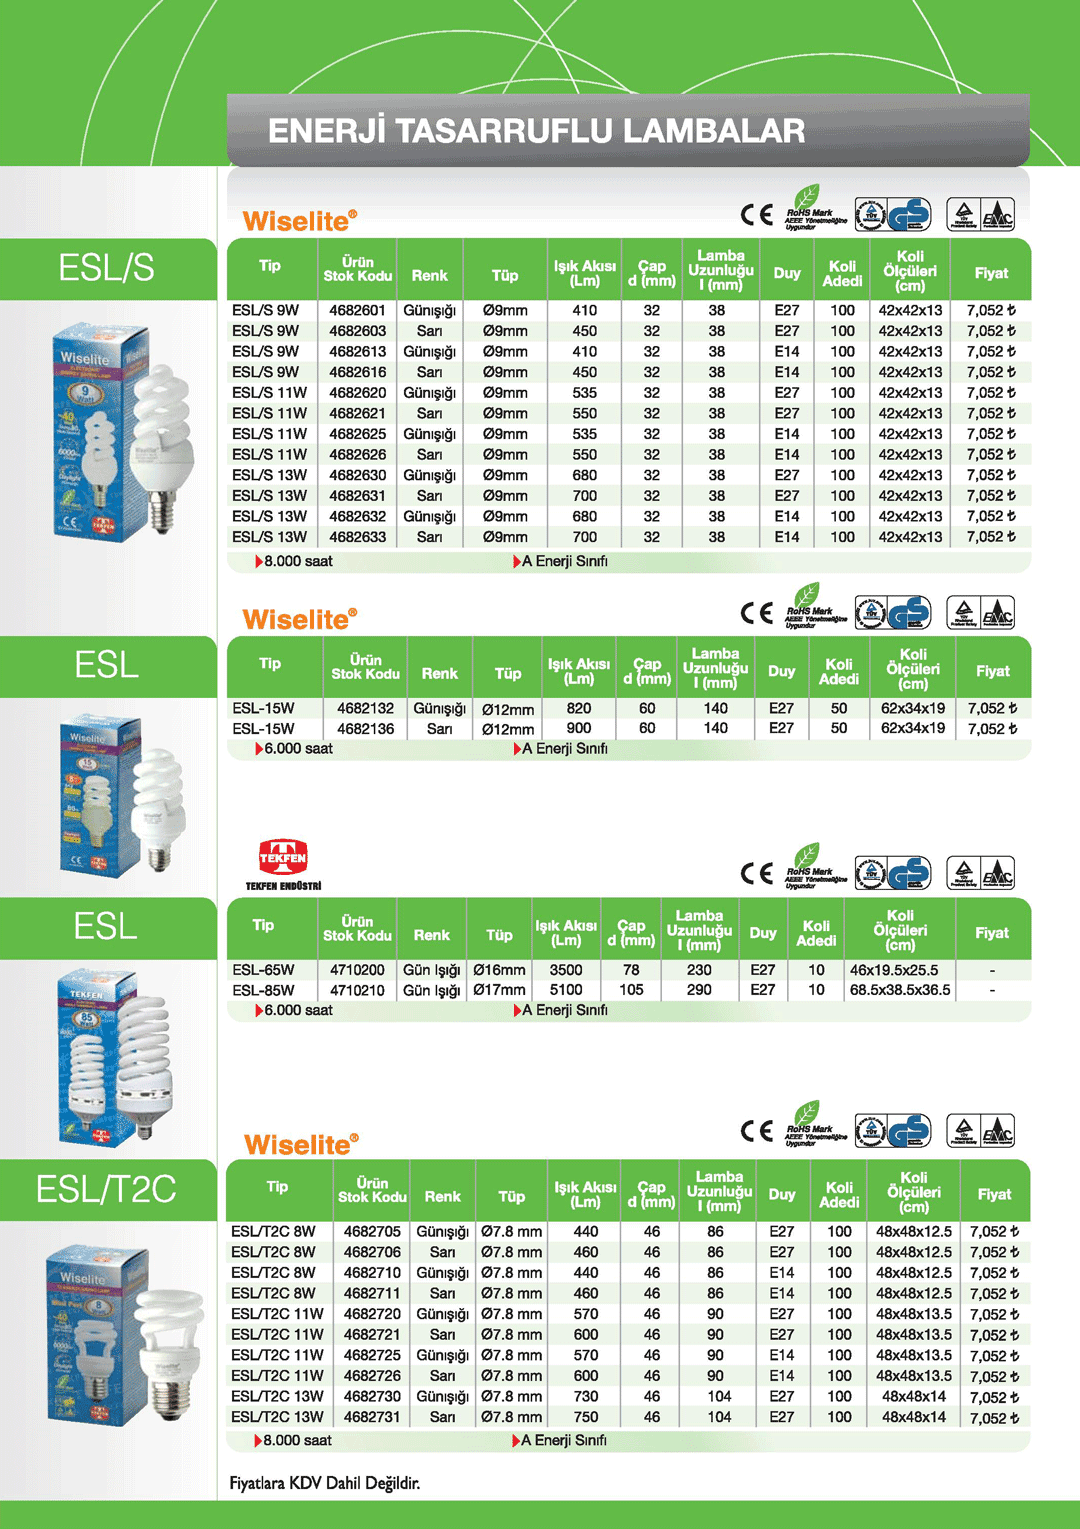 ENERJİ TASARRUFLU LAMBALAR
Wiselite®
CE RoHS Mark AEEE Yönetmeliğine Uygundur
ESL/S
Tip Ürün Stok Kodu Renk Tüp Işık Akısı (Lm) Çap d (mm) Lamba Uzunluğu l (mm) Duy Koli Adedi Koli Ölçüleri (cm) Fiyat
ESL/S 9W 4682601 Günışığı Ø9mm 410 32 38 E27 100 42x42x13 7,052 ₺
ESL/S 9W 4682603 Sarı Ø9mm 450 32 38 E27 100 42x42x13 7,052 ₺
ESL/S 9W 4682613 Günışığı Ø9mm 410 32 38 E14 100 42x42x13 7,052 ₺
ESL/S 9W 4682616 Sarı Ø9mm 450 32 38 E14 100 42x42x13 7,052 ₺
ESL/S 11W 4682620 Günışığı Ø9mm 535 32 38 E27 100 42x42x13 7,052 ₺
ESL/S 11W 4682621 Sarı Ø9mm 550 32 38 E27 100 42x42x13 7,052 ₺
ESL/S 11W 4682625 Günışığı Ø9mm 535 32 38 E14 100 42x42x13 7,052 ₺
ESL/S 11W 4682626 Sarı Ø9mm 550 32 38 E14 100 42x42x13 7,052 ₺
ESL/S 13W 4682630 Günışığı Ø9mm 680 32 38 E27 100 42x42x13 7,052 ₺
ESL/S 13W 4682631 Sarı Ø9mm 700 32 38 E27 100 42x42x13 7,052 ₺
ESL/S 13W 4682632 Günışığı Ø9mm 680 32 38 E14 100 42x42x13 7,052 ₺
ESL/S 13W 4682633 Sarı Ø9mm 700 32 38 E14 100 42x42x13 7,052 ₺
8.000 saat A Enerji Sınıfı
Wiselite®
CE RoHS Mark AEEE Yönetmeliğine Uygundur
ESL
Tip Ürün Stok Kodu Renk Tüp Işık Akısı (Lm) Çap d (mm) Lamba Uzunluğu l (mm) Duy Koli Adedi Koli Ölçüleri (cm) Fiyat
ESL-15W 4682132 Günışığı Ø12mm 820 60 140 E27 50 62x34x19 7,052 ₺
ESL-15W 4682136 Sarı Ø12mm 900 60 140 E27 50 62x34x19 7,052 ₺
6.000 saat A Enerji Sınıfı
TEKFEN
TEKFEN ENDÜSTRİ
CE RoHS Mark AEEE Yönetmeliğine Uygundur
ESL
Tip Ürün Stok Kodu Renk Tüp Işık Akısı (Lm) Çap d (mm) Lamba Uzunluğu l (mm) Duy Koli Adedi Koli Ölçüleri (cm) Fiyat
ESL-65W 4710200 Gün Işığı Ø16mm 3500 78 230 E27 10 46x19.5x25.5 -
ESL-85W 4710210 Gün Işığı Ø17mm 5100 105 290 E27 10 68.5x38.5x36.5 -
6.000 saat A Enerji Sınıfı
Wiselite®
CE RoHS Mark AEEE Yönetmeliğine Uygundur
ESL/T2C
Tip Ürün Stok Kodu Renk Tüp Işık Akısı (Lm) Çap d (mm) Lamba Uzunluğu l (mm) Duy Koli Adedi Koli Ölçüleri (cm) Fiyat
ESL/T2C 8W 4682705 Günışığı Ø7.8 mm 440 46 86 E27 100 48x48x12.5 7,052 ₺
ESL/T2C 8W 4682706 Sarı Ø7.8 mm 460 46 86 E27 100 48x48x12.5 7,052 ₺
ESL/T2C 8W 4682710 Günışığı Ø7.8 mm 440 46 86 E14 100 48x48x12.5 7,052 ₺
ESL/T2C 8W 4682711 Sarı Ø7.8 mm 460 46 86 E14 100 48x48x12.5 7,052 ₺
ESL/T2C 11W 4682720 Günışığı Ø7.8 mm 570 46 90 E27 100 48x48x13.5 7,052 ₺
ESL/T2C 11W 4682721 Sarı Ø7.8 mm 600 46 90 E27 100 48x48x13.5 7,052 ₺
ESL/T2C 11W 4682725 Günışığı Ø7.8 mm 570 46 90 E14 100 48x48x13.5 7,052 ₺
ESL/T2C 11W 4682726 Sarı Ø7.8 mm 600 46 90 E14 100 48x48x13.5 7,052 ₺
ESL/T2C 13W 4682730 Günışığı Ø7.8 mm 730 46 104 E27 100 48x48x14 7,052 ₺
ESL/T2C 13W 4682731 Sarı Ø7.8 mm 750 46 104 E27 100 48x48x14 7,052 ₺
8.000 saat A Enerji Sınıfı
Fiyatlara KDV Dahil Değildir.